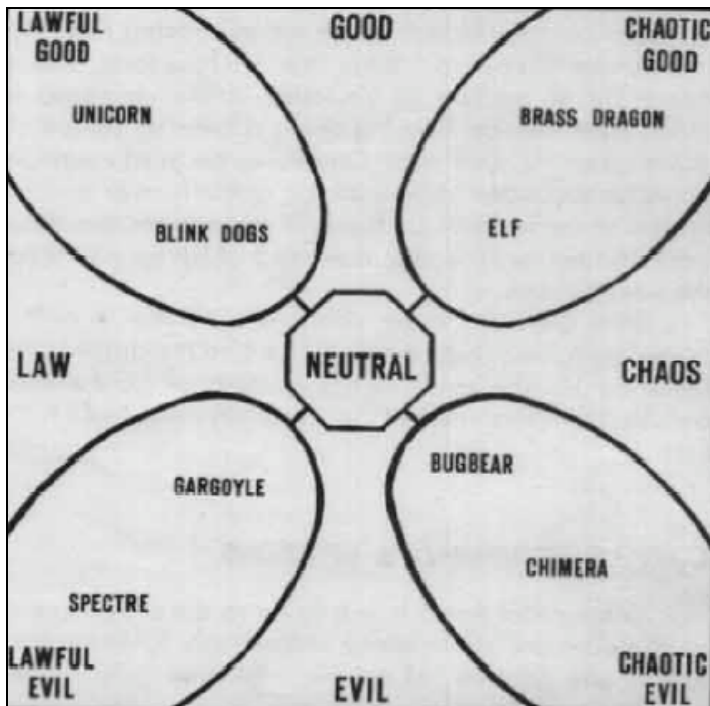 LAWFUL
GOOD
GOOD
CHAOTIC
GOOD
UNICORN
BRASS DRAGON
BLINK DOGS
ELF
LAW
NEUTRAL
CHAOS
GARGOYLE
BUGBEAR
CHIMERA
SPECTRE
LAWFUL
EVIL
EVIL
CHAOTIC
EVIL